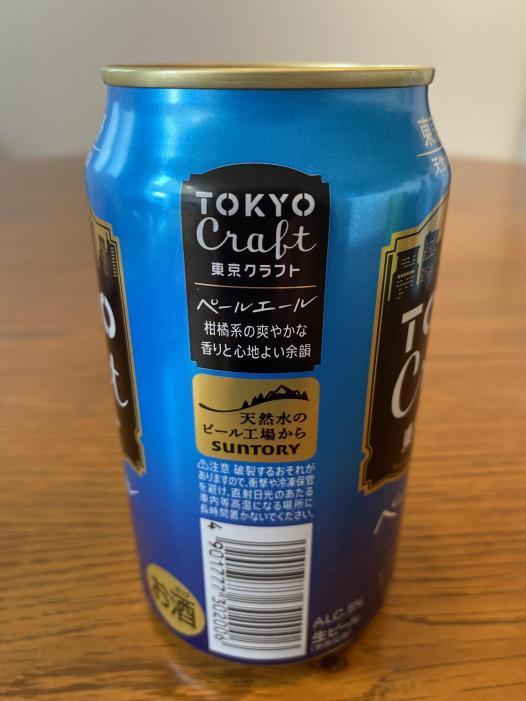 TOKYO
Craft
東京クラフト
ペールエール
柑橘系の爽やかな
香りと心地よい余韻
天然水の
ビール工場から
SUNTORY
⚠注意 破裂するおそれが
ありますので、衝撃や冷凍保管
を避け、直射日光のあたる
車内等高温になる場所に
長時間置かないでください。
4 901777 302006
お酒
ALC.5%
生ビール